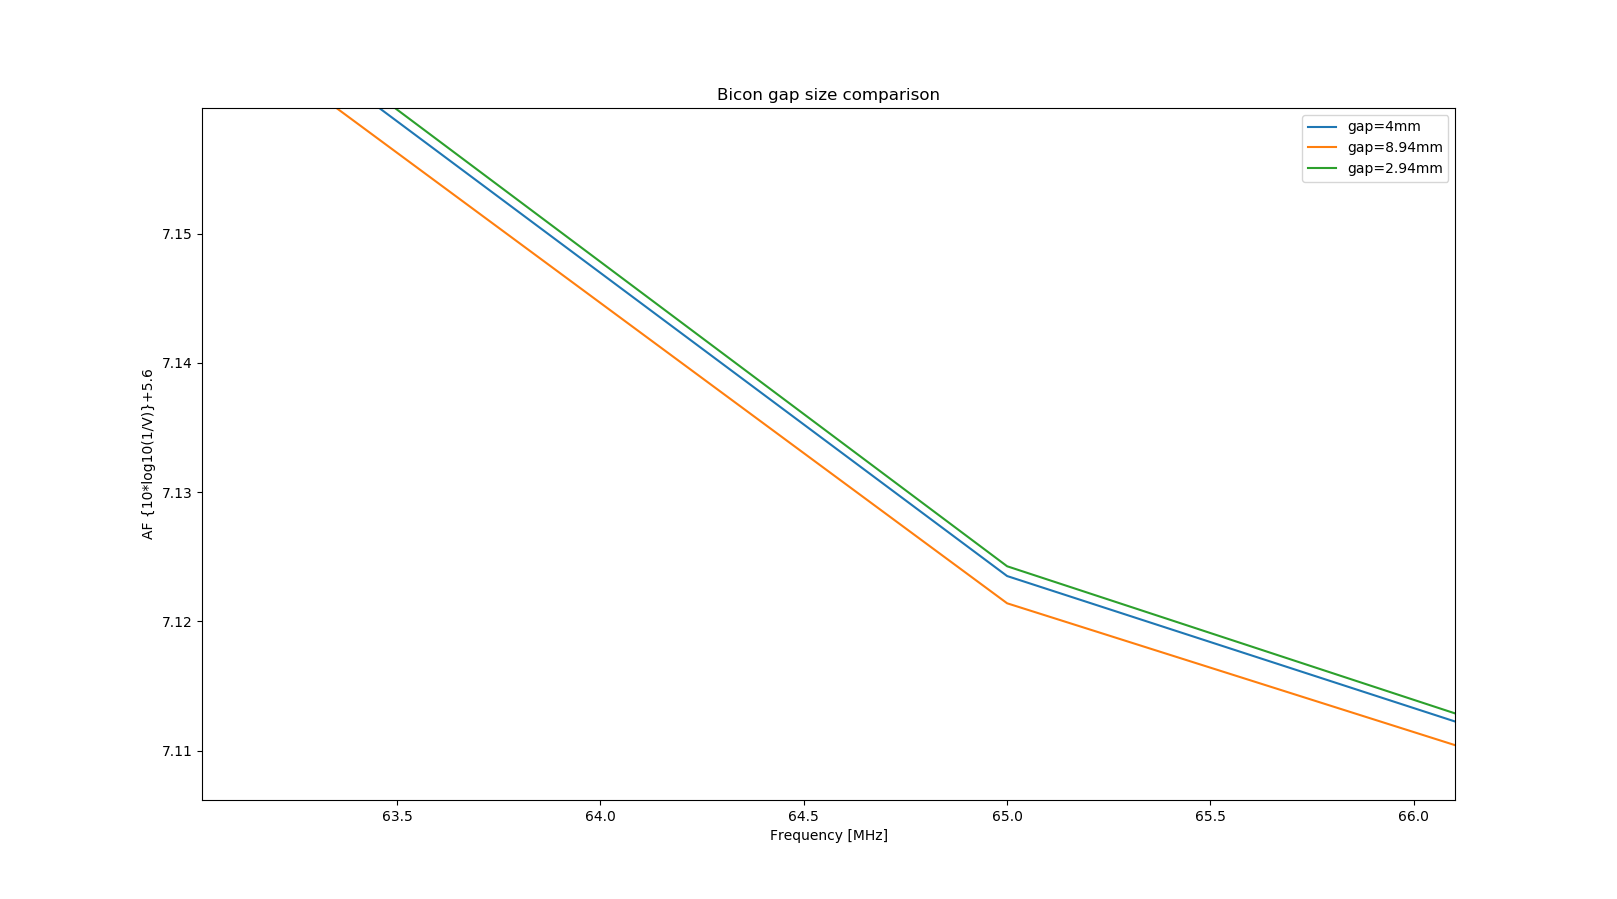 Bicon gap size comparison
gap=4mm
gap=8.94mm
gap=2.94mm
7.15
7.14
7.13
7.12
7.11
AF {10*log10(1/V)}+5.6
63.5
64.0
64.5
65.0
65.5
66.0
Frequency [MHz]